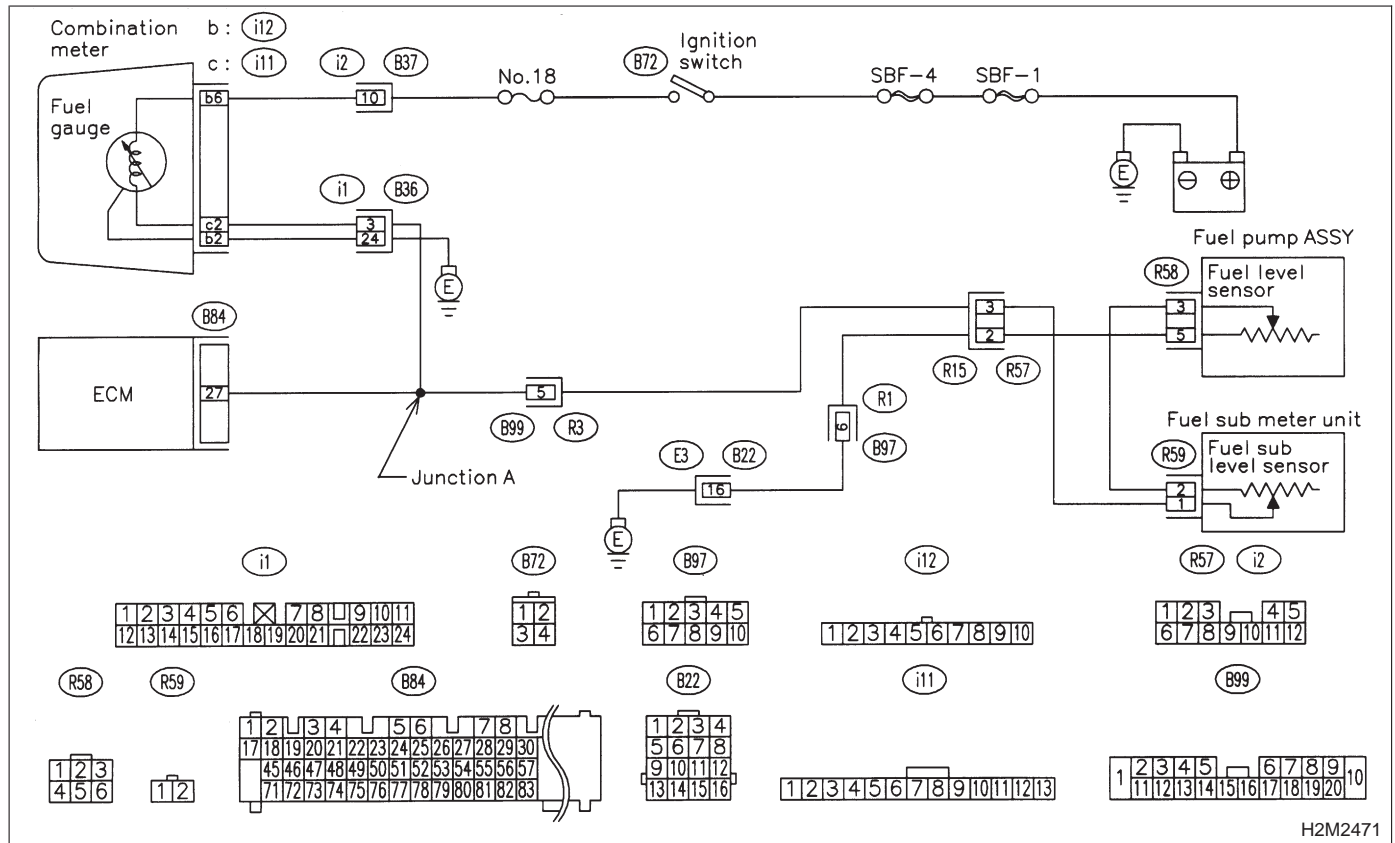 Combination meter
b : i12
c : i11
i2 B37
No.18
B72
Ignition switch
SBF-4 SBF-1
Fuel gauge
b6
10
i1 B36
c2
b2
3
24
E
E
⊖ ⊕
B84
ECM
27
5
B99 R3
Junction A
3
2
R15 R57
R1
6
B97
E3 B22
16
E
Fuel pump ASSY
R58
Fuel level sensor
3
5
Fuel sub meter unit
R59
Fuel sub level sensor
2
1
i1
1 2 3 4 5 6 7 8 9 10 11
12 13 14 15 16 17 18 19 20 21 22 23 24
B72
1 2
3 4
B97
1 2 3 4 5
6 7 8 9 10
i12
1 2 3 4 5 6 7 8 9 10
R57 i2
1 2 3 4 5
6 7 8 9 10 11 12
R58
1 2 3
4 5 6
R59
1 2
B84
1 2 3 4 5 6 7 8
17 18 19 20 21 22 23 24 25 26 27 28 29 30
45 46 47 48 49 50 51 52 53 54 55 56 57
71 72 73 74 75 76 77 78 79 80 81 82 83
B22
1 2 3 4
5 6 7 8
9 10 11 12
13 14 15 16
i11
1 2 3 4 5 6 7 8 9 10 11 12 13
B99
1 2 3 4 5 6 7 8 9 10
11 12 13 14 15 16 17 18 19 20
H2M2471